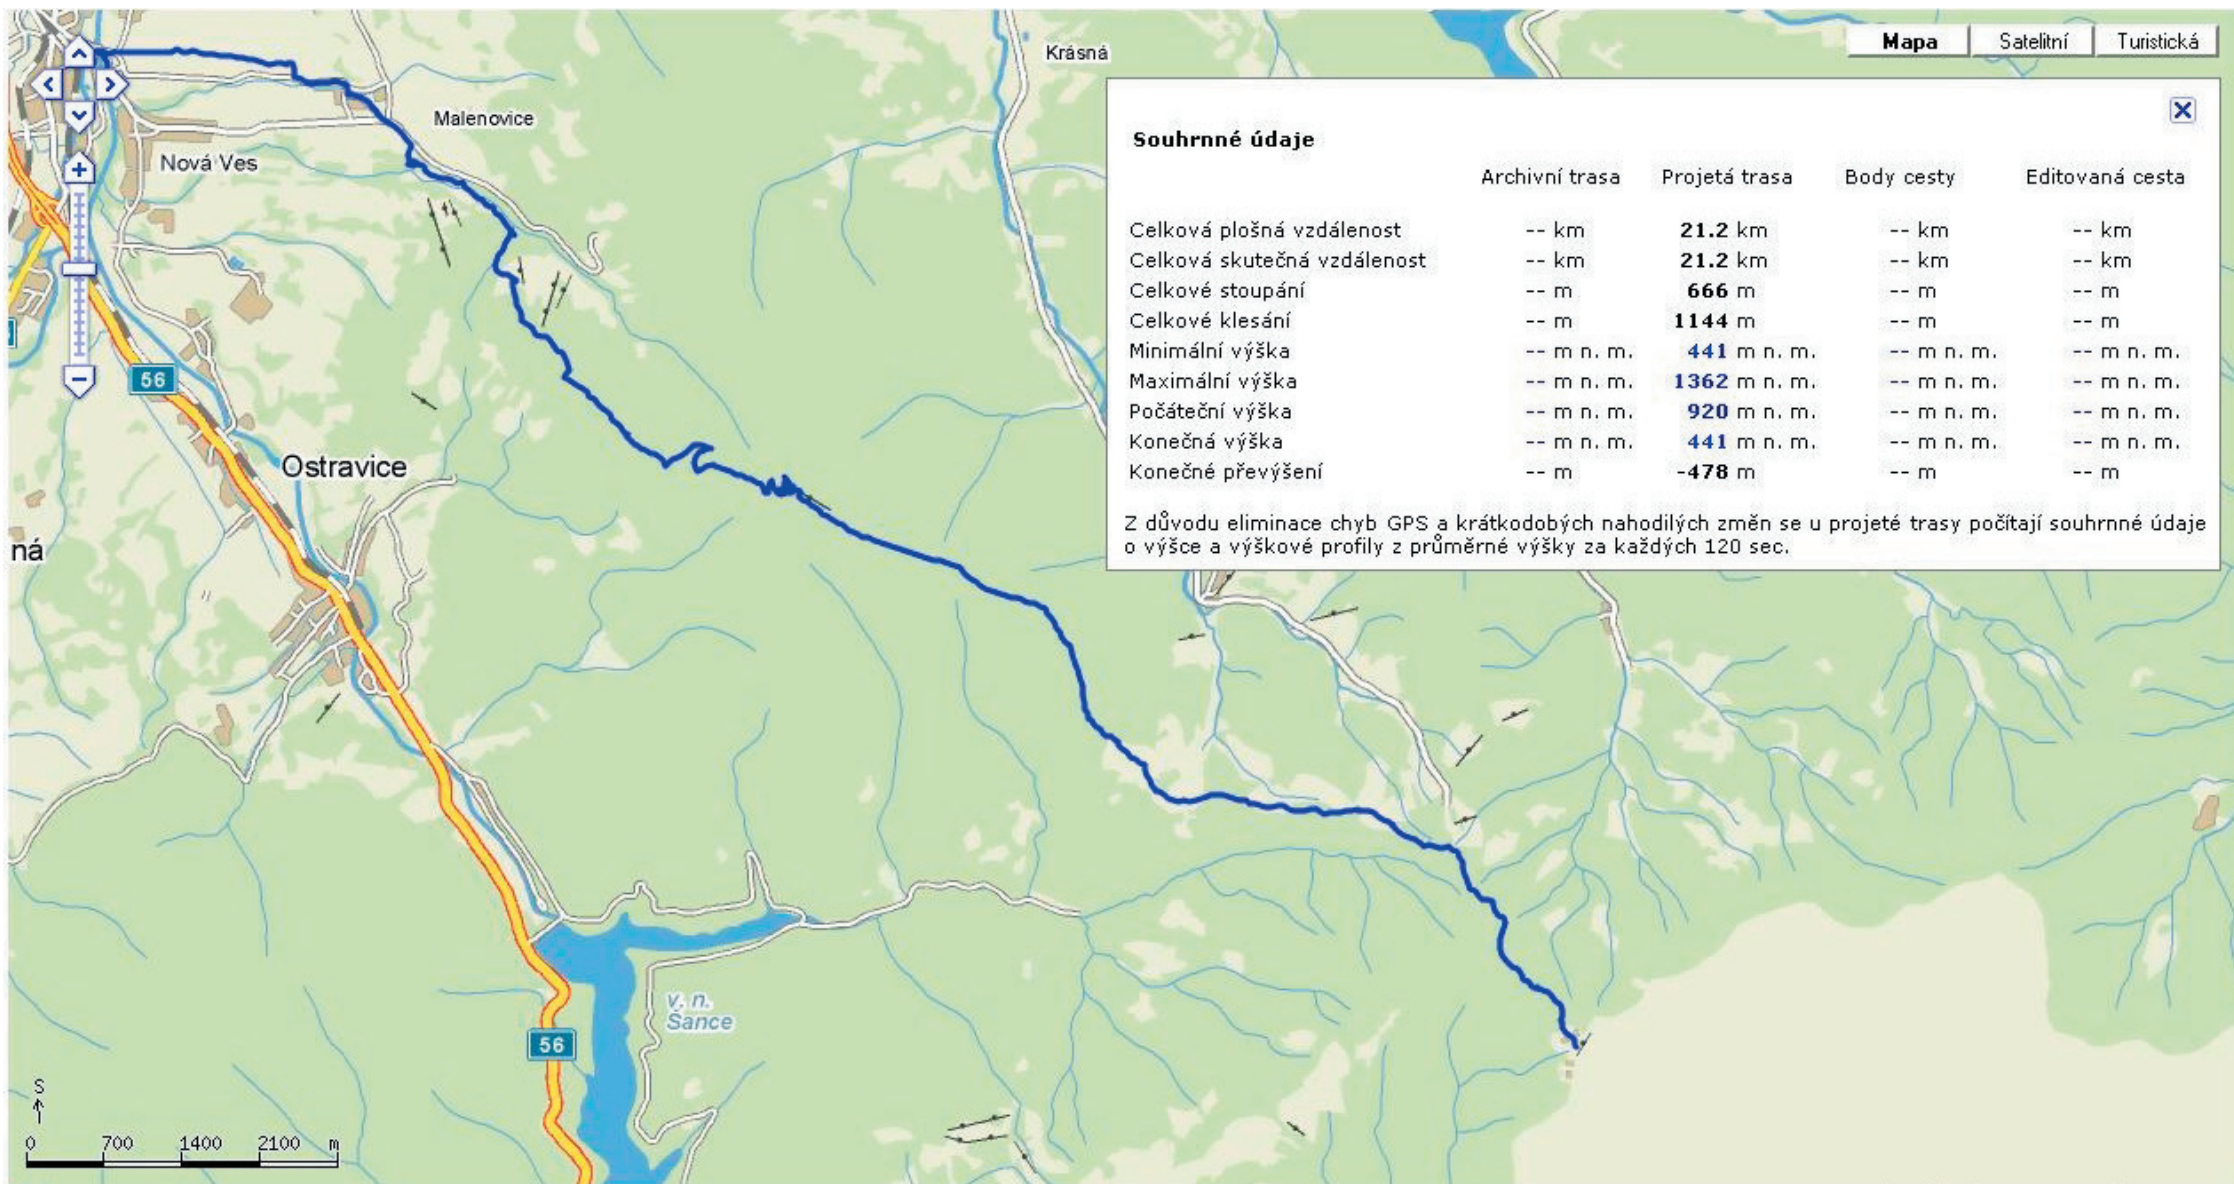 Mapa Satelitní Turistická
Krásná
Malenovice
Nová Ves
Souhrnné údaje
Archivní trasa Projetá trasa Body cesty Editovaná cesta
Celková plošná vzdálenost -- km 21.2 km -- km -- km
Celková skutečná vzdálenost -- km 21.2 km -- km -- km
Celkové stoupání -- m 666 m -- m -- m
Celkové klesání -- m 1144 m -- m -- m
Minimální výška -- m n. m. 441 m n. m. -- m n. m. -- m n. m.
Maximální výška -- m n. m. 1362 m n. m. -- m n. m. -- m n. m.
Počáteční výška -- m n. m. 920 m n. m. -- m n. m. -- m n. m.
Konečná výška -- m n. m. 441 m n. m. -- m n. m. -- m n. m.
Konečné převýšení -- m -478 m -- m -- m
Z důvodu eliminace chyb GPS a krátkodobých nahodilých změn se u projeté trasy počítají souhrnné údaje
o výšce a výškové profily z průměrné výšky za každých 120 sec.
56
Ostravice
ná
v. n.
Šance
56
S
0 700 1400 2100 m